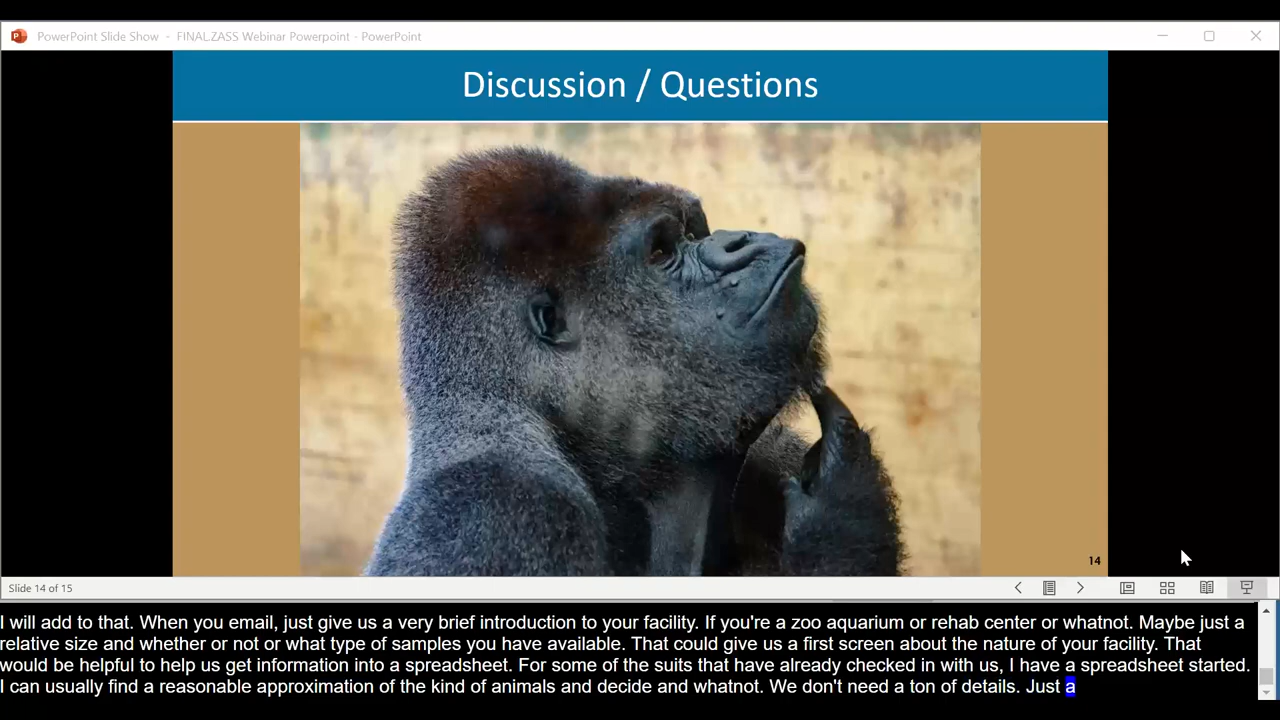 PowerPoint Slide Show - FINAL.ZASS Webinar Powerpoint - PowerPoint
Discussion / Questions
14
Slide 14 of 15
I will add to that. When you email, just give us a very brief introduction to your facility. If you're a zoo aquarium or rehab center or whatnot. Maybe just a
relative size and whether or not or what type of samples you have available. That could give us a first screen about the nature of your facility. That
would be helpful to help us get information into a spreadsheet. For some of the suits that have already checked in with us, I have a spreadsheet started.
I can usually find a reasonable approximation of the kind of animals and decide and whatnot. We don't need a ton of details. Just a